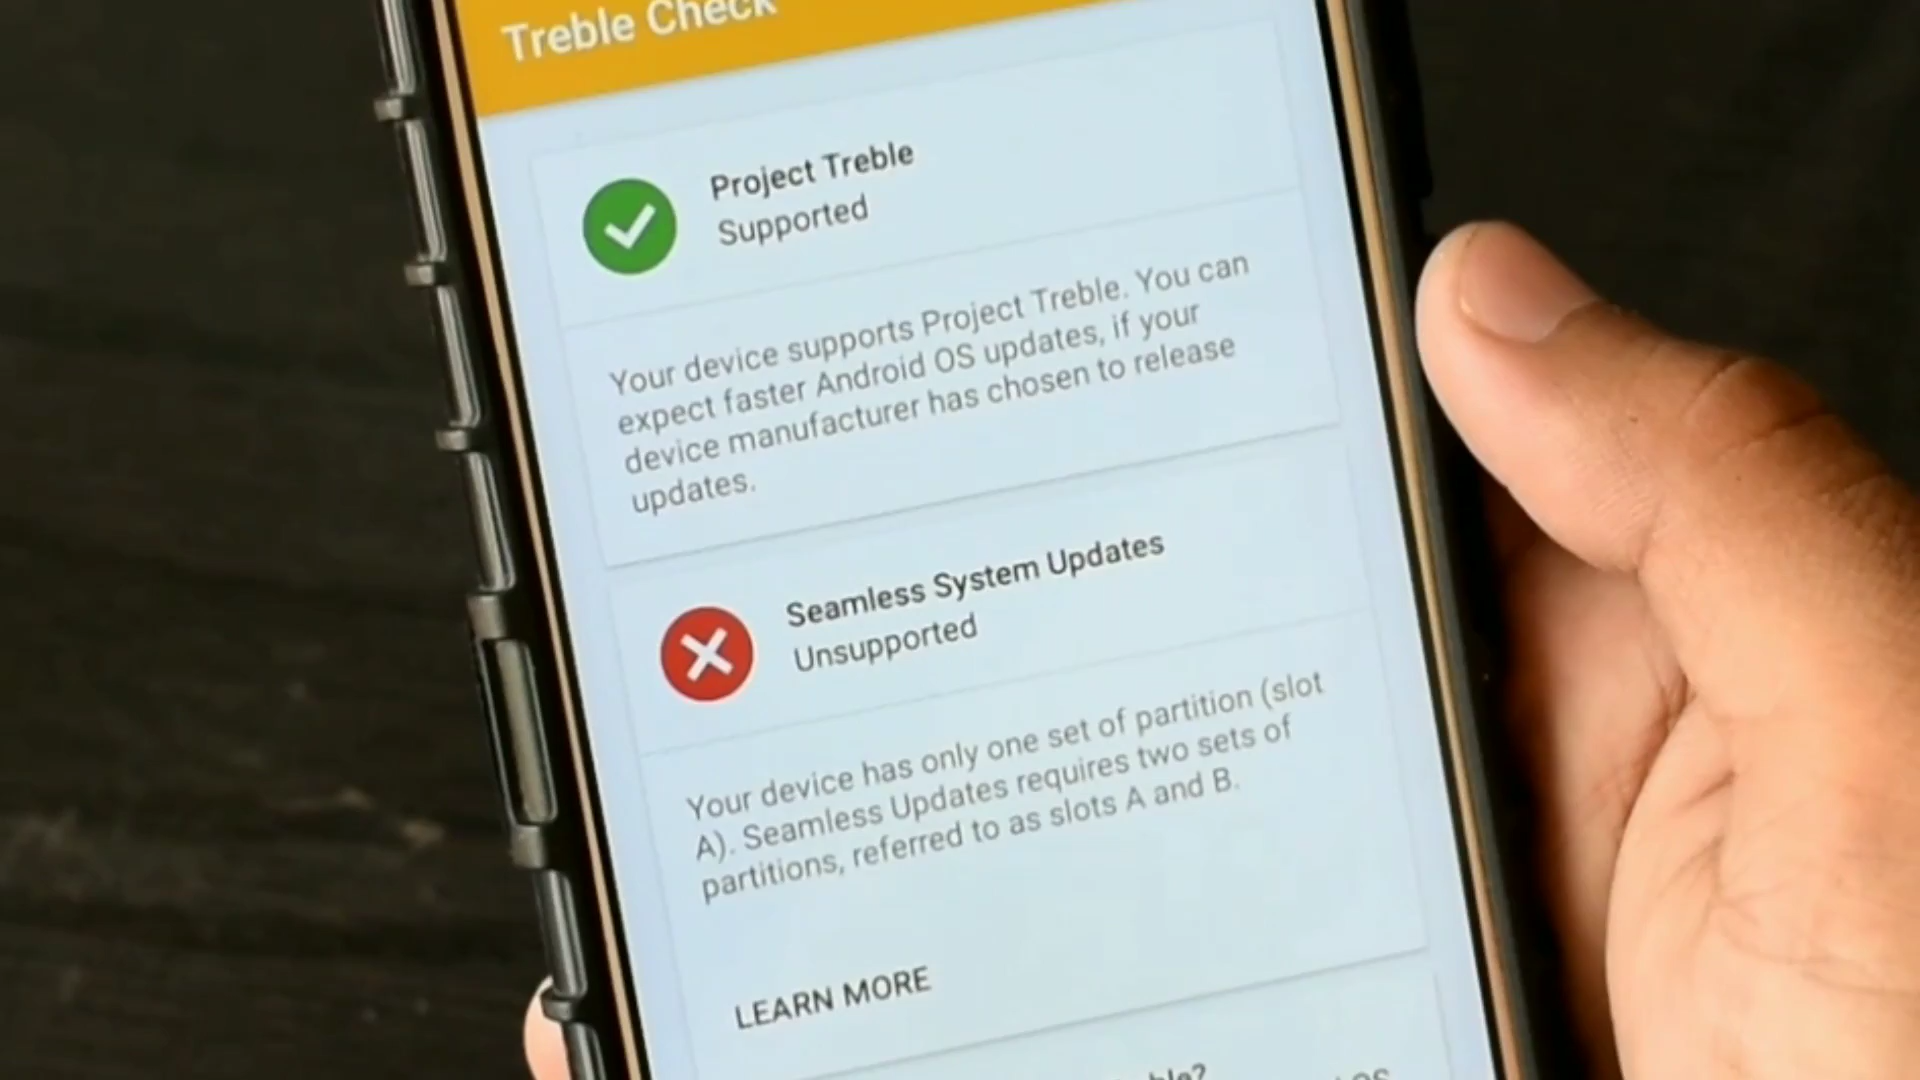 Treble Check
Project Treble
Supported
Your device supports Project Treble. You can
expect faster Android OS updates, if your
device manufacturer has chosen to release
updates.
Seamless System Updates
Unsupported
Your device has only one set of partition (slot
A). Seamless Updates requires two sets of
partitions, referred to as slots A and B.
LEARN MORE